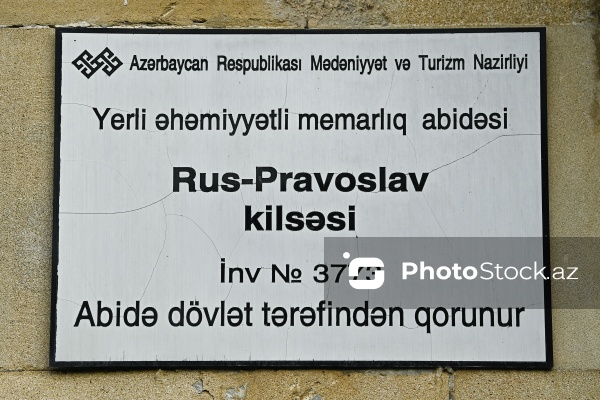 Azərbaycan Respublikası Mədəniyyət və Turizm Nazirliyi
Yerli əhəmiyyətli memarlıq abidəsi
Rus-Pravoslav
kilsəsi
İnv №
PhotoStock.az
Abidə dövlət tərəfindən qorunur